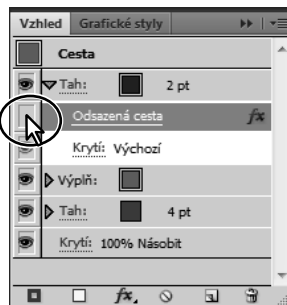 Vzhled Grafické styly
Cesta
Tah: 2 pt
Odsazená cesta fx
Krytí: Výchozí
Výplň:
Tah: 4 pt
Krytí: 100% Násobit
fx.